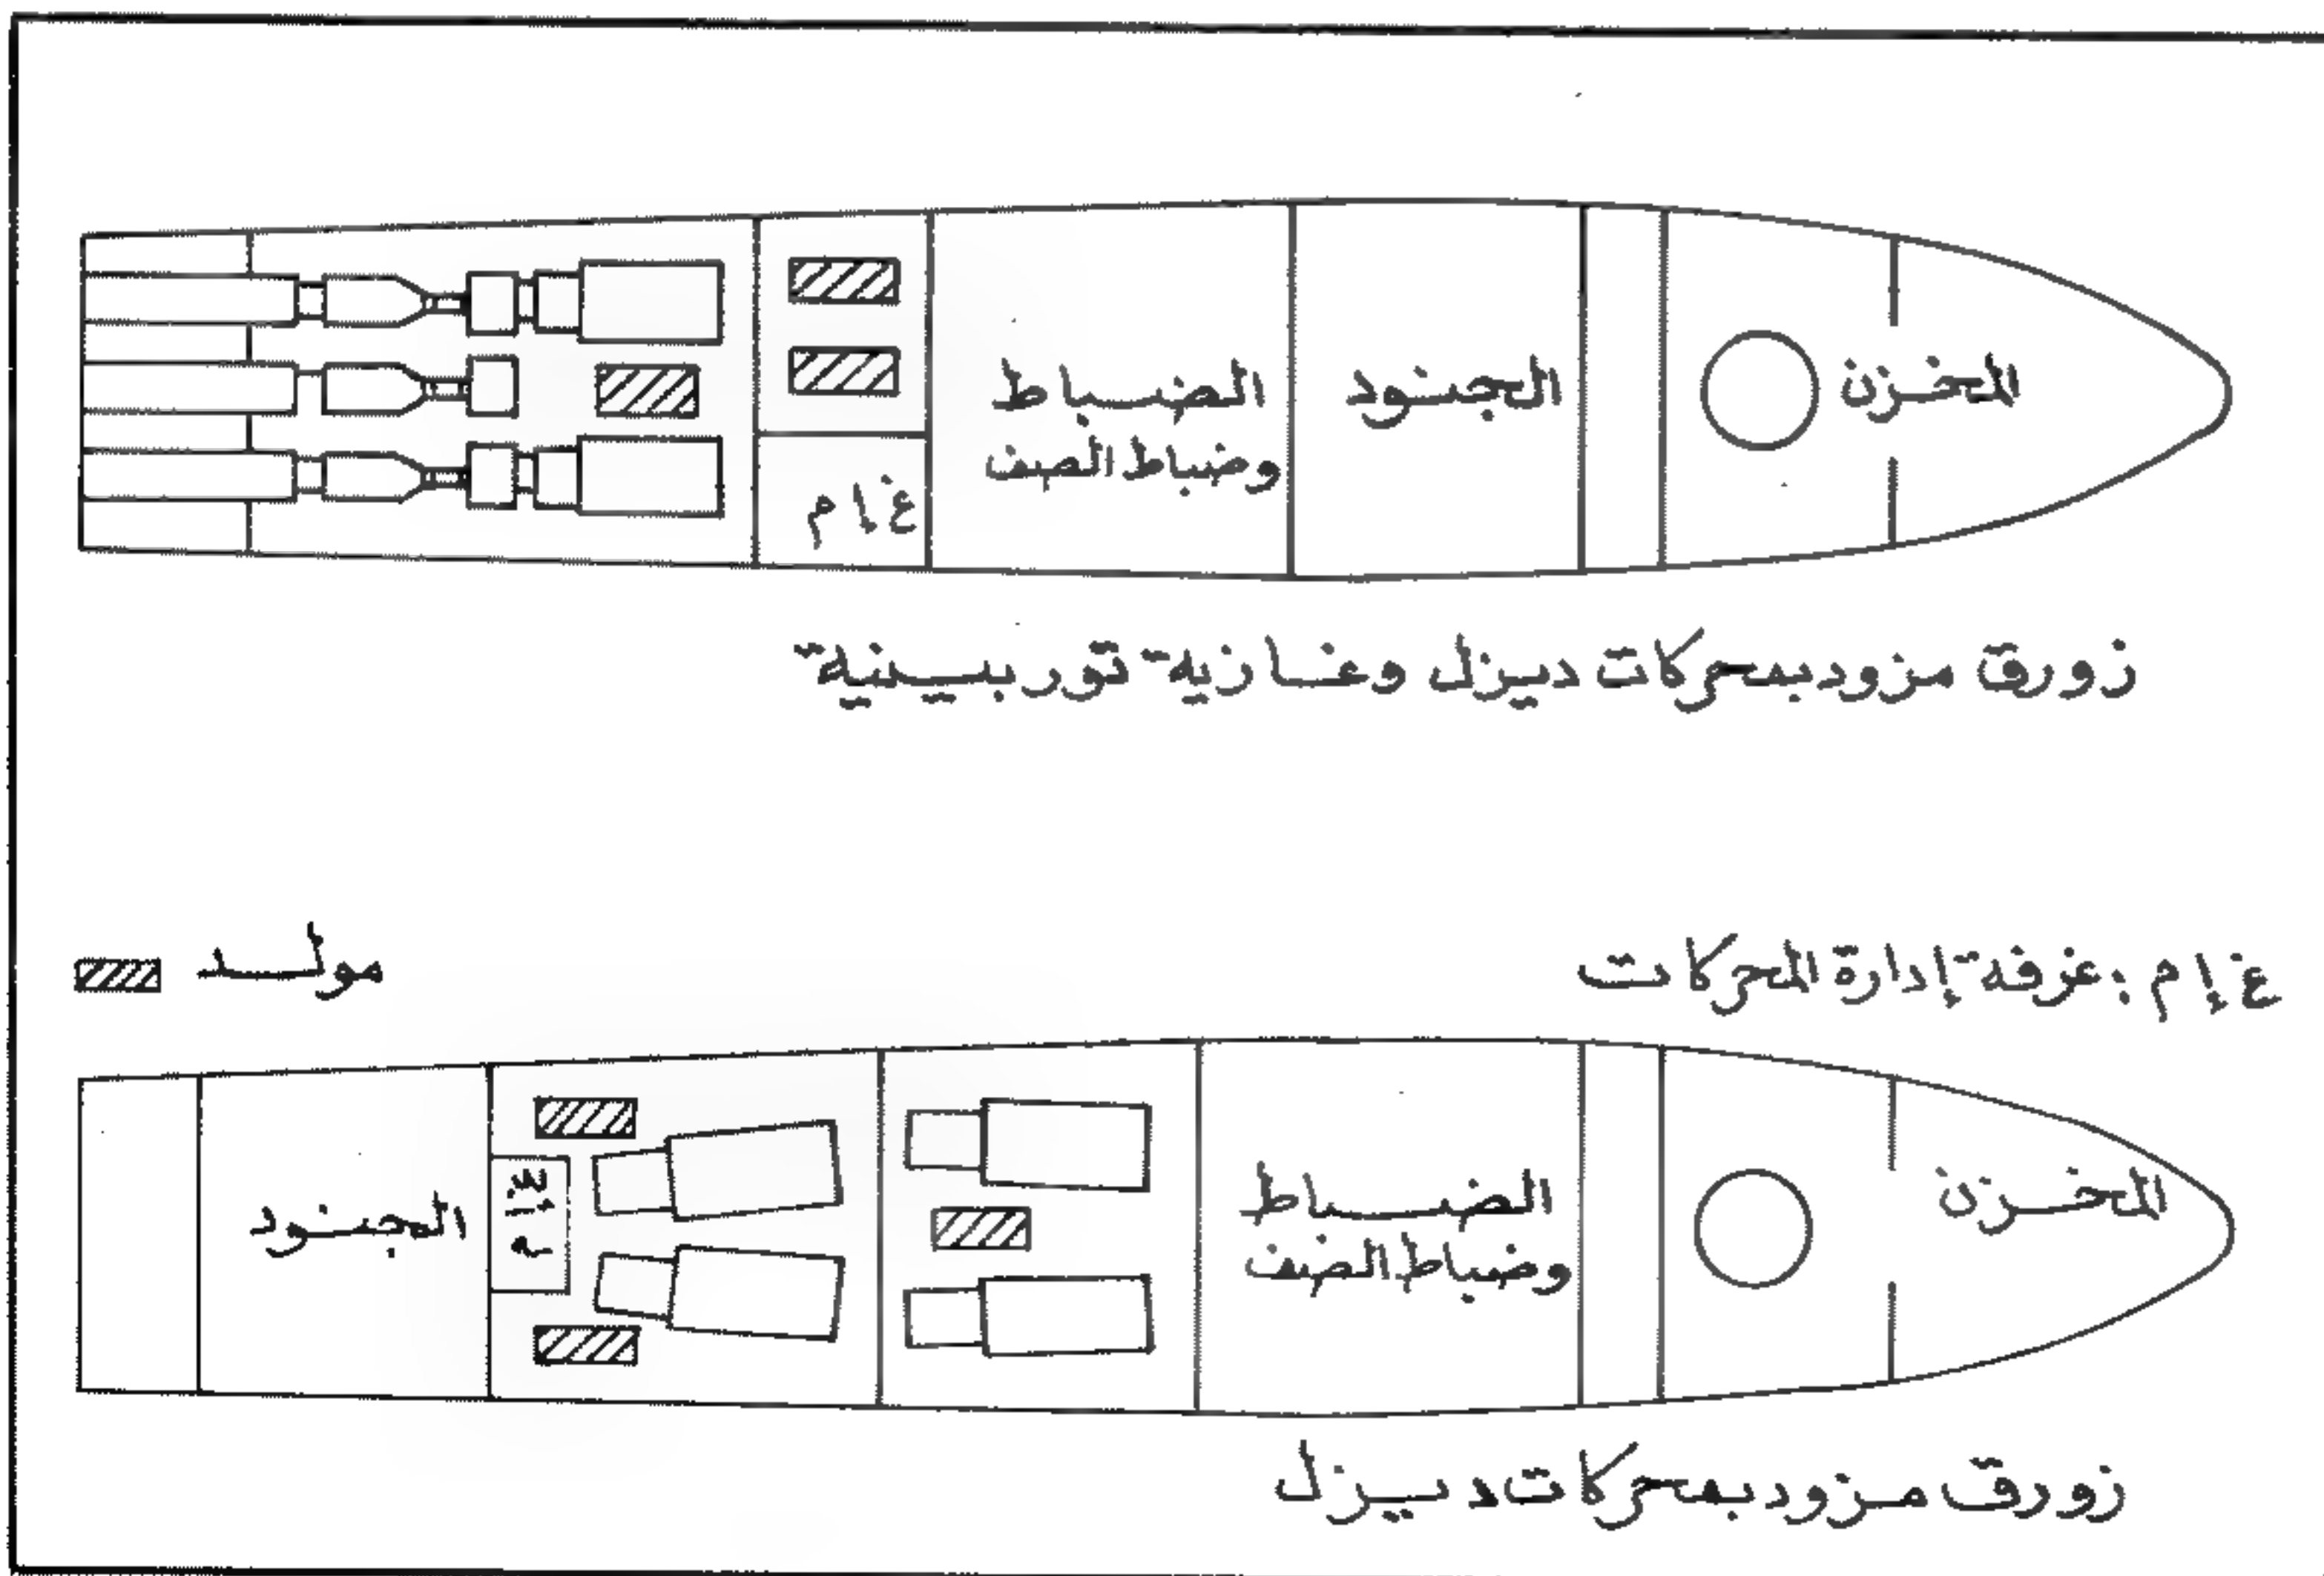 المخزن
الجنود
الضباط
وضباط الصف
غ ا م
زورق مزود بمحركات ديزل وغازية توربينية
غ إ م : غرفة إدارة المحركات
مولد
المخزن
الضباط
وضباط الصف
غ إ
م
الجنود
زورق مزود بمحركات ديزل